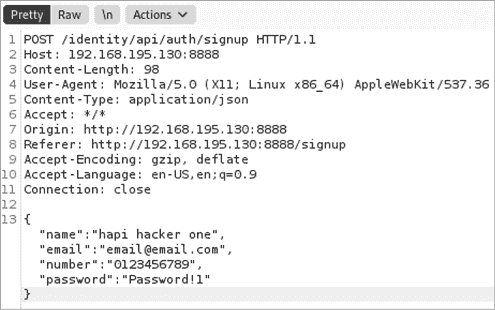 Pretty Raw \n Actions
1 POST /identity/api/auth/signup HTTP/1.1
2 Host: 192.168.195.130:8888
3 Content-Length: 98
4 User-Agent: Mozilla/5.0 (X11; Linux x86_64) AppleWebKit/537.36
5 Content-Type: application/json
6 Accept: */*
7 Origin: http://192.168.195.130:8888
8 Referer: http://192.168.195.130:8888/signup
9 Accept-Encoding: gzip, deflate
10 Accept-Language: en-US,en;q=0.9
11 Connection: close
12
13 {
"name":"hapi hacker one",
"email":"email@email.com",
"number":"0123456789",
"password":"Password!1"
}